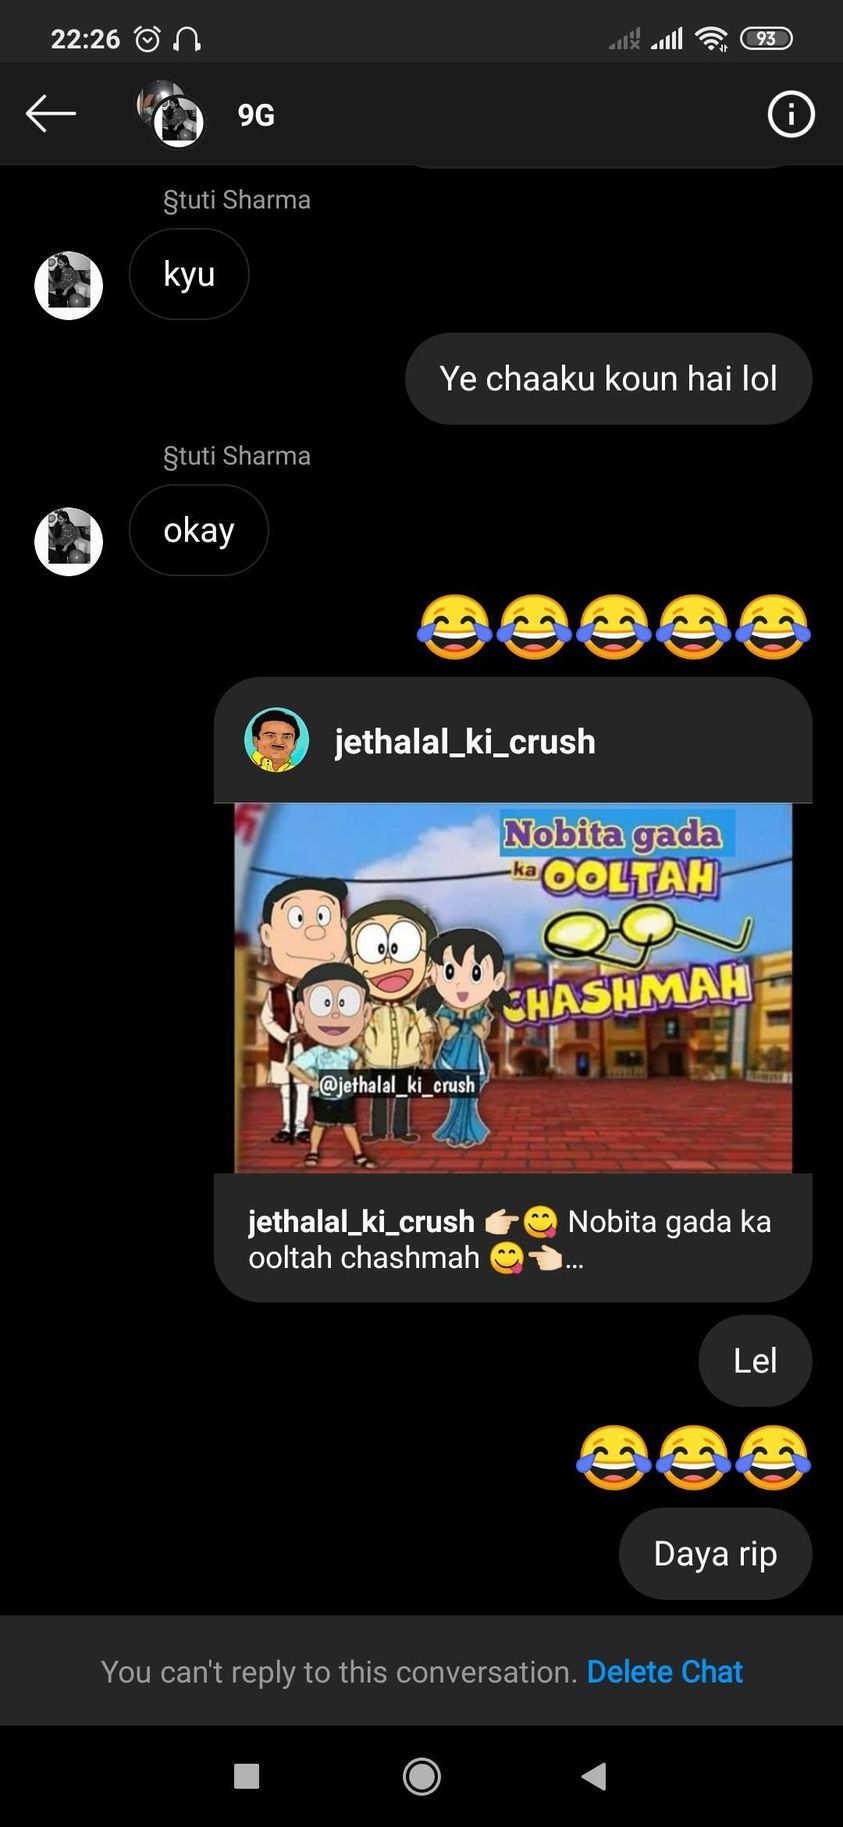 22:26
93
9G
§tuti Sharma
kyu
Ye chaaku koun hai lol
§tuti Sharma
okay
😂😂😂😂😂
jethalal_ki_crush
Nobita gada
ka OOLTAH
CHASHMAH
@jethalal_ki_crush
jethalal_ki_crush 👉🏻😋 Nobita gada ka
ooltah chashmah 😋👈🏻...
Lel
😂😂😂
Daya rip
You can't reply to this conversation. Delete Chat